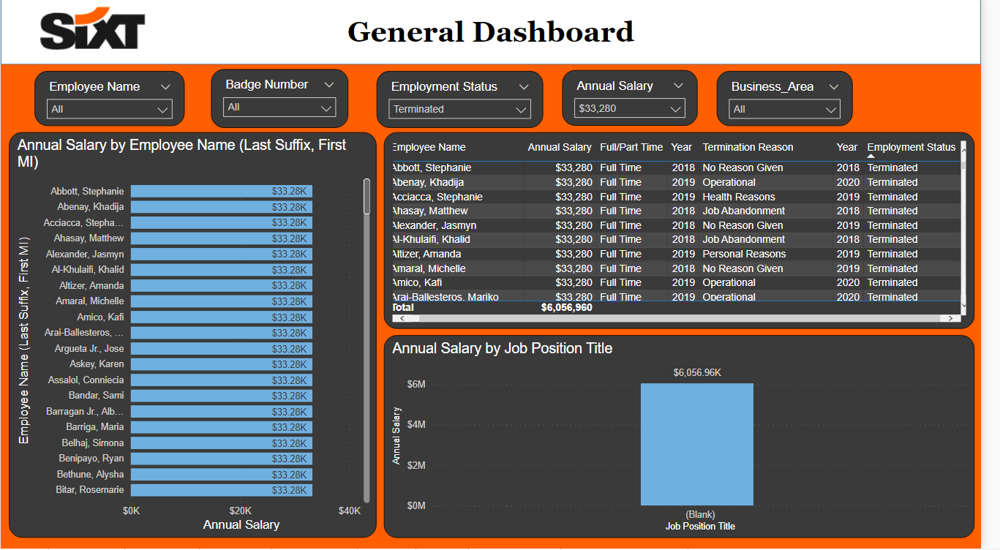 SiXT
General Dashboard
Employee Name
All
Badge Number
All
Employment Status
Terminated
Annual Salary
$33,280
Business_Area
All
Annual Salary by Employee Name (Last Suffix, First
MI)
Employee Name (Last Suffix, First MI)
Abbott, Stephanie $33.28K
Abenay, Khadija $33.28K
Acciacca, Stepha... $33.28K
Ahasay, Matthew $33.28K
Alexander, Jasmyn $33.28K
Al-Khulaifi, Khalid $33.28K
Altizer, Amanda $33.28K
Amaral, Michelle $33.28K
Amico, Kafi $33.28K
Arai-Ballesteros, ... $33.28K
Argueta Jr., Jose $33.28K
Askey, Karen $33.28K
Assalol, Conniecia $33.28K
Bandar, Sami $33.28K
Barragan Jr., Alb... $33.28K
Barriga, Maria $33.28K
Belhaj, Simona $33.28K
Benipayo, Ryan $33.28K
Bethune, Alysha $33.28K
Bitar, Rosemarie $33.28K
$0K $20K $40K
Annual Salary
Employee Name Annual Salary Full/Part Time Year Termination Reason Year Employment Status
Abbott, Stephanie $33,280 Full Time 2018 No Reason Given 2018 Terminated
Abenay, Khadija $33,280 Full Time 2019 Operational 2020 Terminated
Acciacca, Stephanie $33,280 Full Time 2019 Health Reasons 2019 Terminated
Ahasay, Matthew $33,280 Full Time 2018 Job Abandonment 2018 Terminated
Alexander, Jasmyn $33,280 Full Time 2018 No Reason Given 2019 Terminated
Al-Khulaifi, Khalid $33,280 Full Time 2018 Job Abandonment 2018 Terminated
Altizer, Amanda $33,280 Full Time 2019 Personal Reasons 2019 Terminated
Amaral, Michelle $33,280 Full Time 2018 No Reason Given 2019 Terminated
Amico, Kafi $33,280 Full Time 2019 Operational 2020 Terminated
Arai-Ballesteros, Mariko $33,280 Full Time 2019 Operational 2020 Terminated
Total $6,056,960
Annual Salary by Job Position Title
$6,056.96K
Annual Salary
$6M
$4M
$2M
$0M
(Blank)
Job Position Title